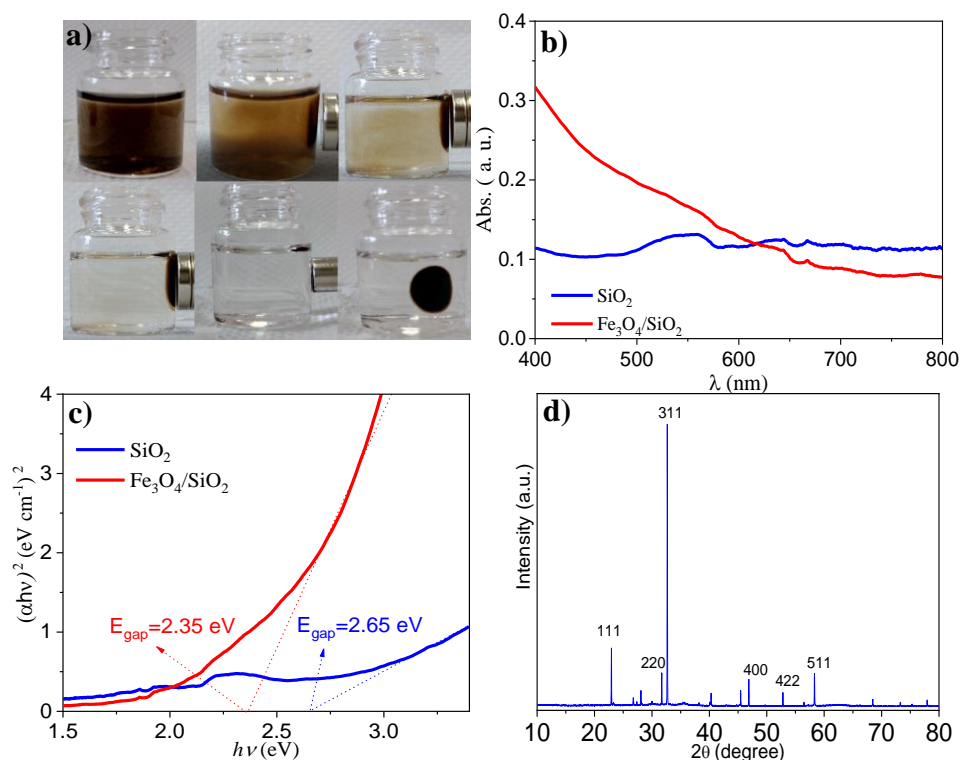 a)
b)
0.4
0.3
0.2
0.1
0.0
Abs. ( a. u.)
SiO₂
Fe₃O₄/SiO₂
400 500 600 700 800
λ (nm)
c)
4
3
2
1
0
(αhν)² (eV cm⁻¹)²
SiO₂
Fe₃O₄/SiO₂
E_gap=2.35 eV
E_gap=2.65 eV
1.5 2.0 2.5 3.0
hν (eV)
d)
Intensity (a.u.)
311
111
220
400
422
511
10 20 30 40 50 60 70 80
2θ (degree)